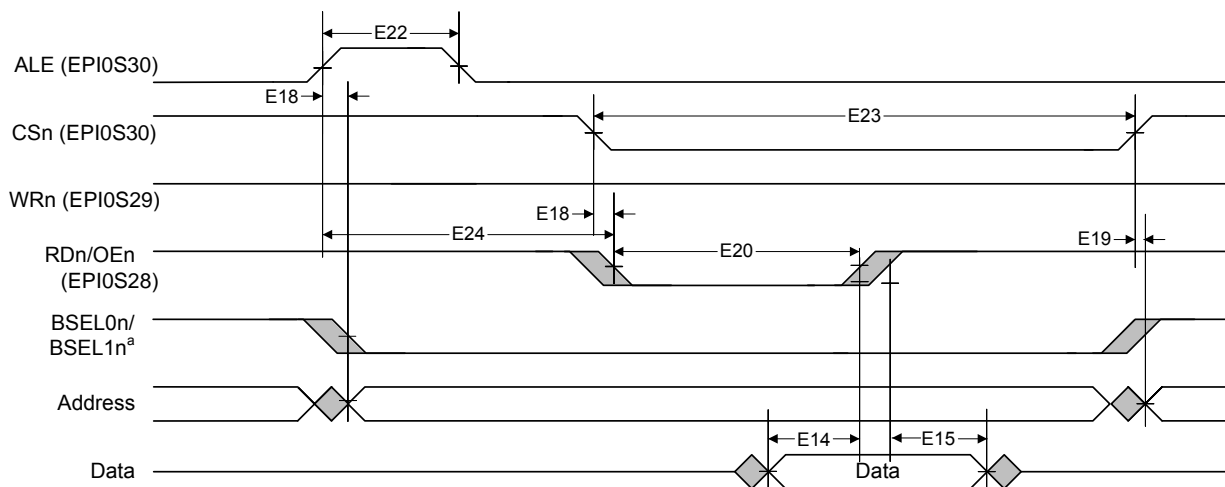 E22
ALE (EPI0S30)
E18
E23
CSn (EPI0S30)
WRn (EPI0S29)
E18
E24
E20
E19
RDn/OEn
(EPI0S28)
BSEL0n/
BSEL1nª
Address
E14
E15
Data
Data